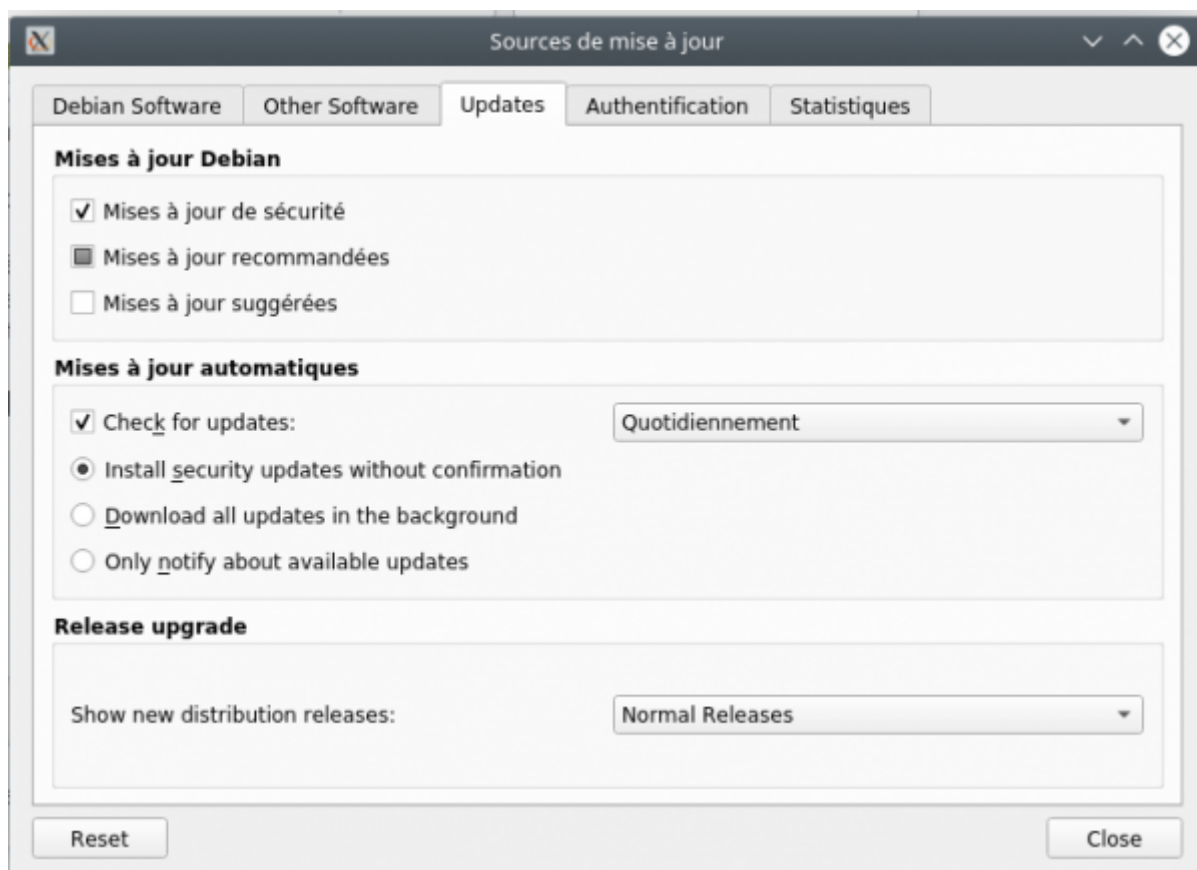 Sources de mise à jour
Debian Software Other Software Updates Authentification Statistiques
Mises à jour Debian
Mises à jour de sécurité
Mises à jour recommandées
Mises à jour suggérées
Mises à jour automatiques
Check for updates: Quotidiennement
Install security updates without confirmation
Download all updates in the background
Only notify about available updates
Release upgrade
Show new distribution releases: Normal Releases
Reset Close